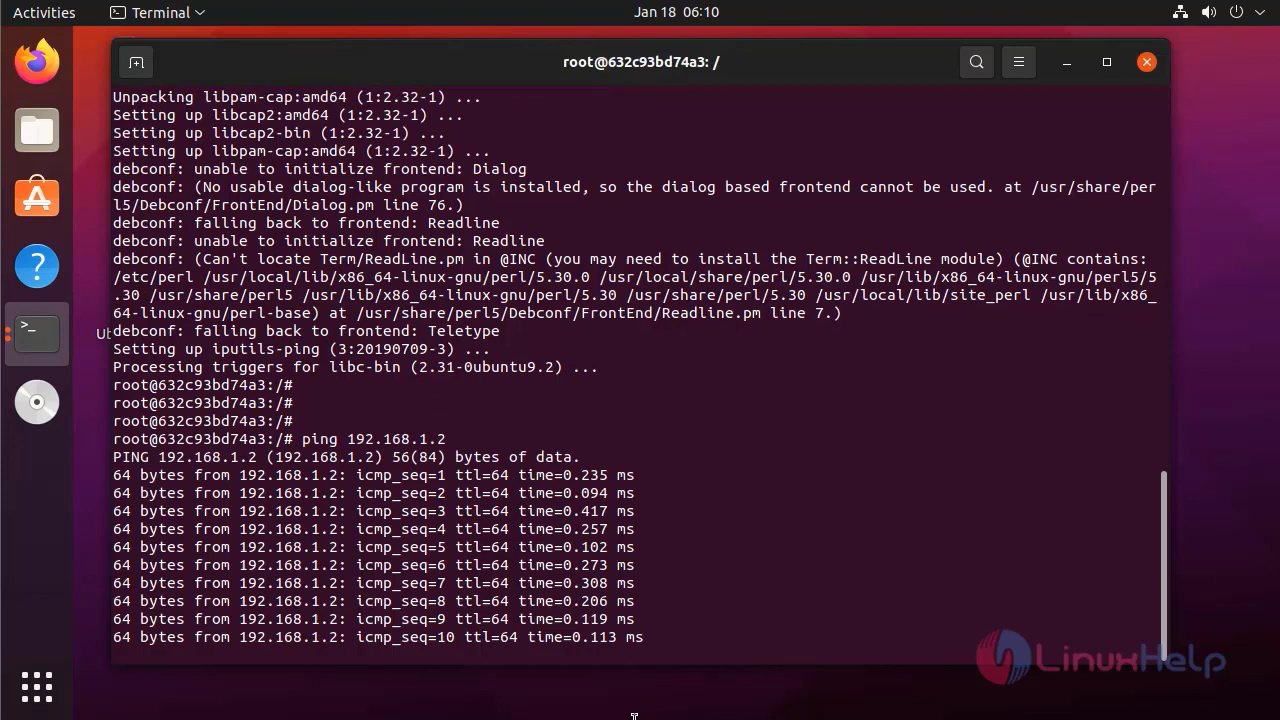 Activities Terminal Jan 18 06:10
root@632c93bd74a3: /
Unpacking libpam-cap:amd64 (1:2.32-1) ...
Setting up libcap2:amd64 (1:2.32-1) ...
Setting up libcap2-bin (1:2.32-1) ...
Setting up libpam-cap:amd64 (1:2.32-1) ...
debconf: unable to initialize frontend: Dialog
debconf: (No usable dialog-like program is installed, so the dialog based frontend cannot be used. at /usr/share/per
l5/Debconf/FrontEnd/Dialog.pm line 76.)
debconf: falling back to frontend: Readline
debconf: unable to initialize frontend: Readline
debconf: (Can't locate Term/ReadLine.pm in @INC (you may need to install the Term::ReadLine module) (@INC contains:
/etc/perl /usr/local/lib/x86_64-linux-gnu/perl/5.30.0 /usr/local/share/perl/5.30.0 /usr/lib/x86_64-linux-gnu/perl5/5
.30 /usr/share/perl5 /usr/lib/x86_64-linux-gnu/perl/5.30 /usr/share/perl/5.30 /usr/local/lib/site_perl /usr/lib/x86_
64-linux-gnu/perl-base) at /usr/share/perl5/Debconf/FrontEnd/Readline.pm line 7.)
debconf: falling back to frontend: Teletype
Setting up iputils-ping (3:20190709-3) ...
Processing triggers for libc-bin (2.31-0ubuntu9.2) ...
root@632c93bd74a3:/#
root@632c93bd74a3:/#
root@632c93bd74a3:/#
root@632c93bd74a3:/# ping 192.168.1.2
PING 192.168.1.2 (192.168.1.2) 56(84) bytes of data.
64 bytes from 192.168.1.2: icmp_seq=1 ttl=64 time=0.235 ms
64 bytes from 192.168.1.2: icmp_seq=2 ttl=64 time=0.094 ms
64 bytes from 192.168.1.2: icmp_seq=3 ttl=64 time=0.417 ms
64 bytes from 192.168.1.2: icmp_seq=4 ttl=64 time=0.257 ms
64 bytes from 192.168.1.2: icmp_seq=5 ttl=64 time=0.102 ms
64 bytes from 192.168.1.2: icmp_seq=6 ttl=64 time=0.273 ms
64 bytes from 192.168.1.2: icmp_seq=7 ttl=64 time=0.308 ms
64 bytes from 192.168.1.2: icmp_seq=8 ttl=64 time=0.206 ms
64 bytes from 192.168.1.2: icmp_seq=9 ttl=64 time=0.119 ms
64 bytes from 192.168.1.2: icmp_seq=10 ttl=64 time=0.113 ms
LinuxHelp